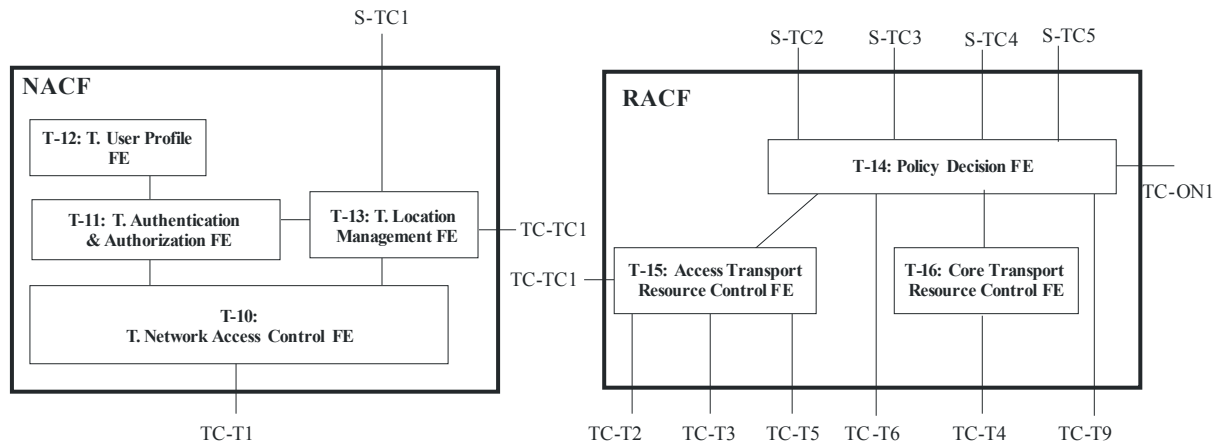 S-TC1
NACF
T-12: T. User Profile
FE
T-11: T. Authentication
& Authorization FE
T-13: T. Location
Management FE
TC-TC1
T-10:
T. Network Access Control FE
TC-T1
S-TC2
S-TC3
S-TC4
S-TC5
RACF
T-14: Policy Decision FE
TC-ON1
TC-TC1
T-15: Access Transport
Resource Control FE
T-16: Core Transport
Resource Control FE
TC-T2
TC-T3
TC-T5
TC-T6
TC-T4
TC-T9